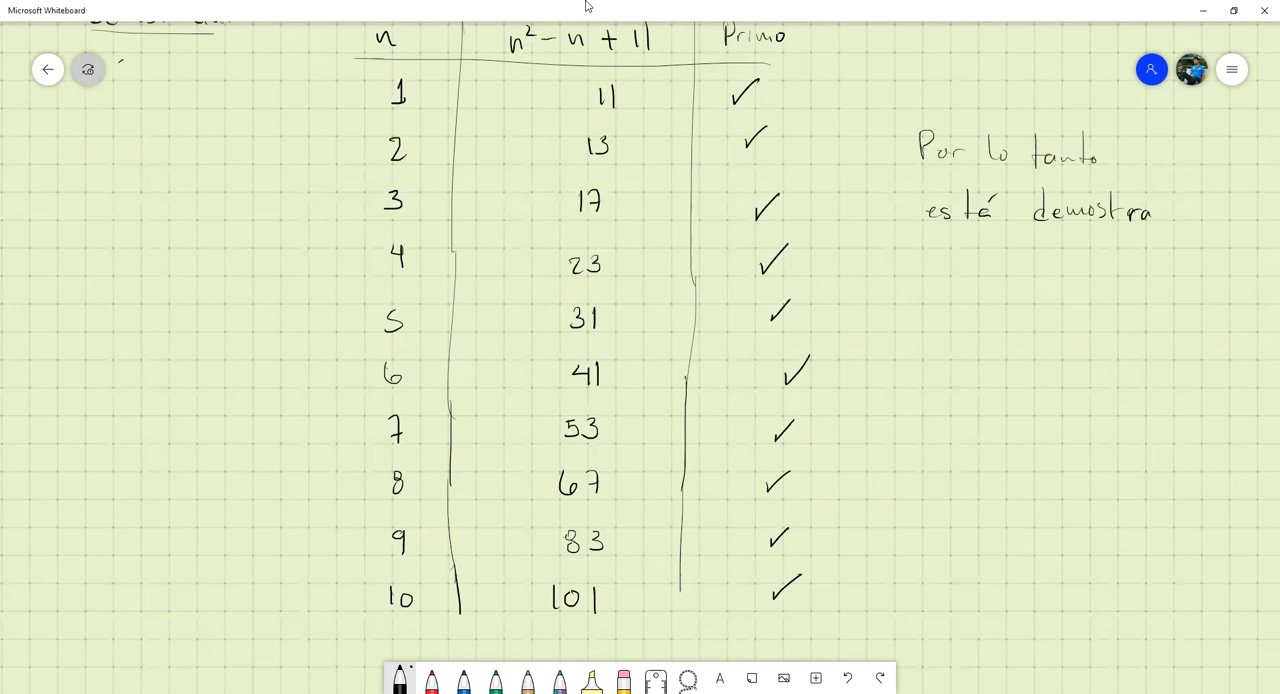 Microsoft Whiteboard
n n² - n + 11 Primo
1 11 ✓
2 13 ✓
3 17 ✓
4 23 ✓
5 31 ✓
6 41 ✓
7 53 ✓
8 67 ✓
9 83 ✓
10 101 ✓
Por lo tanto
está demostra
A